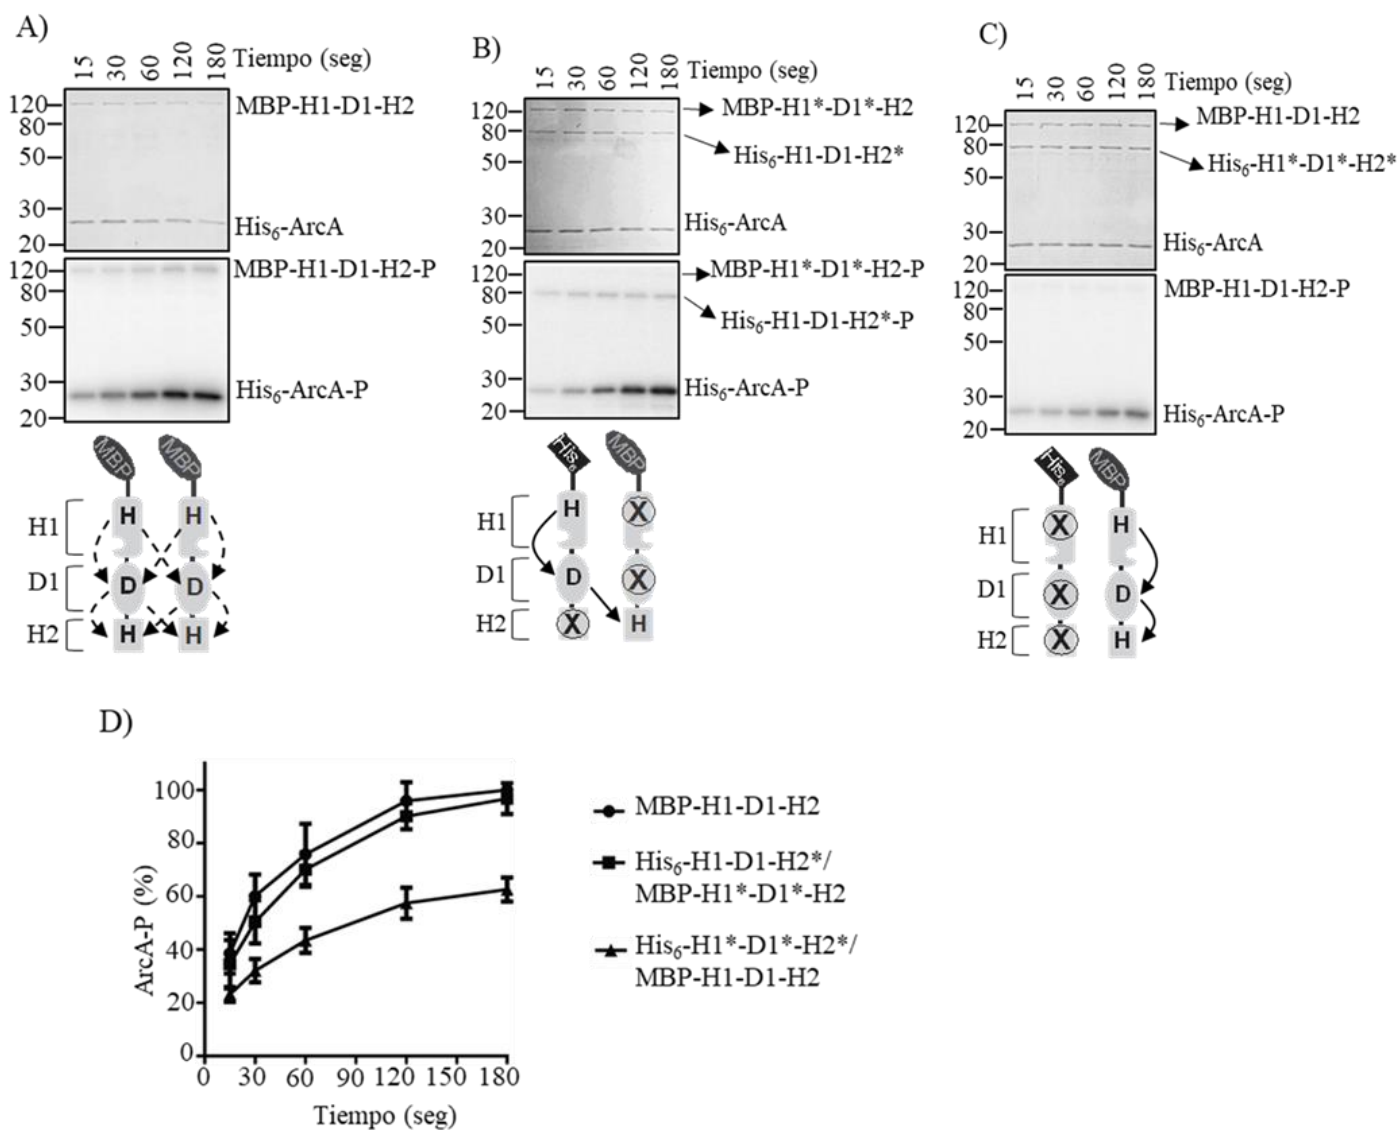 A)
15 30 60 120 180 Tiempo (seg)
120
80
50
30
20
MBP-H1-D1-H2
His6-ArcA
120
80
50
30
20
MBP-H1-D1-H2-P
His6-ArcA-P
MBP MBP
H1
H H
D1
D D
H2
H H
B)
15 30 60 120 180 Tiempo (seg)
120
80
50
30
20
MBP-H1*-D1*-H2
His6-H1-D1-H2*
His6-ArcA
120
80
50
30
20
MBP-H1*-D1*-H2-P
His6-H1-D1-H2*-P
His6-ArcA-P
His6 MBP
H1
H X
D1
D X
H2
X H
C)
15 30 60 120 180 Tiempo (seg)
120
80
50
30
20
MBP-H1-D1-H2
His6-H1*-D1*-H2*
His6-ArcA
120
80
50
30
20
MBP-H1-D1-H2-P
His6-ArcA-P
His6 MBP
H1
X H
D1
X D
H2
X H
D)
ArcA-P (%)
100
80
60
40
20
0
0 30 60 90 120 150 180
Tiempo (seg)
MBP-H1-D1-H2
His6-H1-D1-H2*/
MBP-H1*-D1*-H2
His6-H1*-D1*-H2*/
MBP-H1-D1-H2